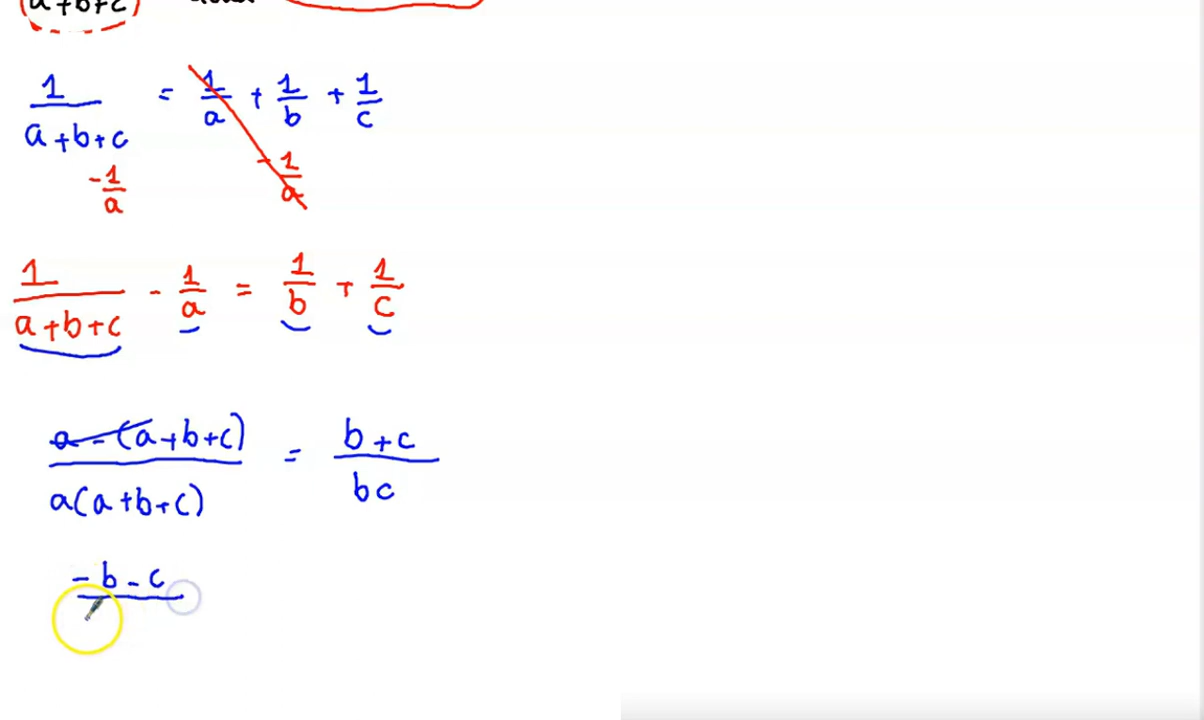 (a+b+c)
1/(a+b+c) = 1/a + 1/b + 1/c
-1/a -1/a
1/(a+b+c) - 1/a = 1/b + 1/c
(a-(a+b+c))/(a(a+b+c)) = (b+c)/(bc)
-b-c